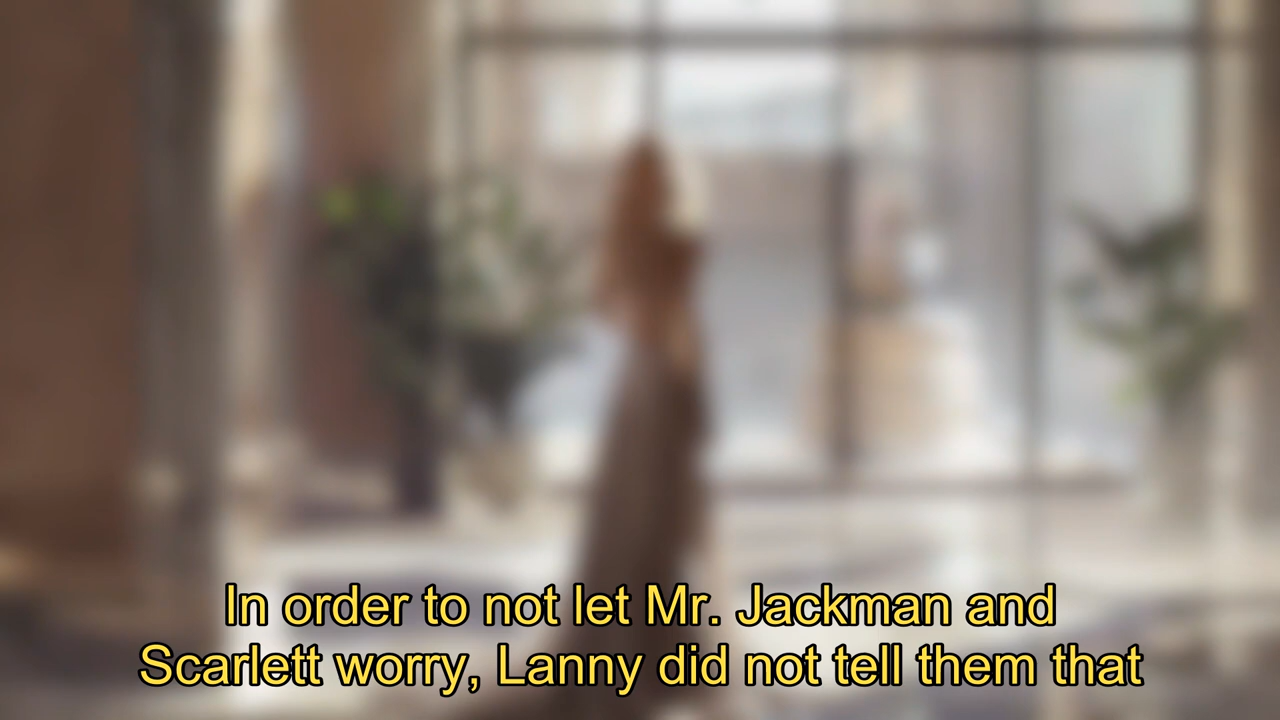 In order to not let Mr. Jackman and
Scarlett worry, Lanny did not tell them that